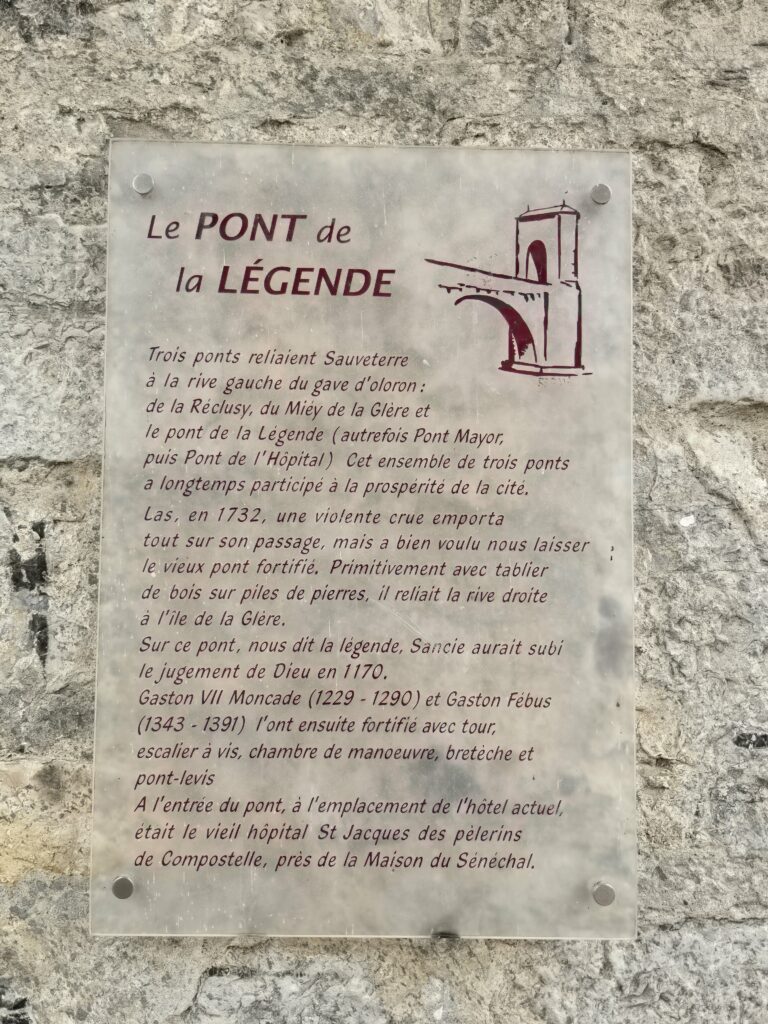 Le PONT de
la LÉGENDE
Trois ponts reliaient Sauveterre
à la rive gauche du gave d'oloron :
de la Réclusy, du Miéy de la Glère et
le pont de la Légende (autrefois Pont Mayor,
puis Pont de l'Hôpital) Cet ensemble de trois ponts
a longtemps participé à la prospérité de la cité.
Las, en 1732, une violente crue emporta
tout sur son passage, mais a bien voulu nous laisser
le vieux pont fortifié. Primitivement avec tablier
de bois sur piles de pierres, il reliait la rive droite
à l'île de la Glère.
Sur ce pont, nous dit la légende, Sancie aurait subi
le jugement de Dieu en 1170.
Gaston VII Moncade (1229 - 1290) et Gaston Fébus
(1343 - 1391) l'ont ensuite fortifié avec tour,
escalier à vis, chambre de manoeuvre, bretèche et
pont-levis
A l'entrée du pont, à l'emplacement de l'hôtel actuel,
était le vieil hôpital St Jacques des pèlerins
de Compostelle, près de la Maison du Sénéchal.